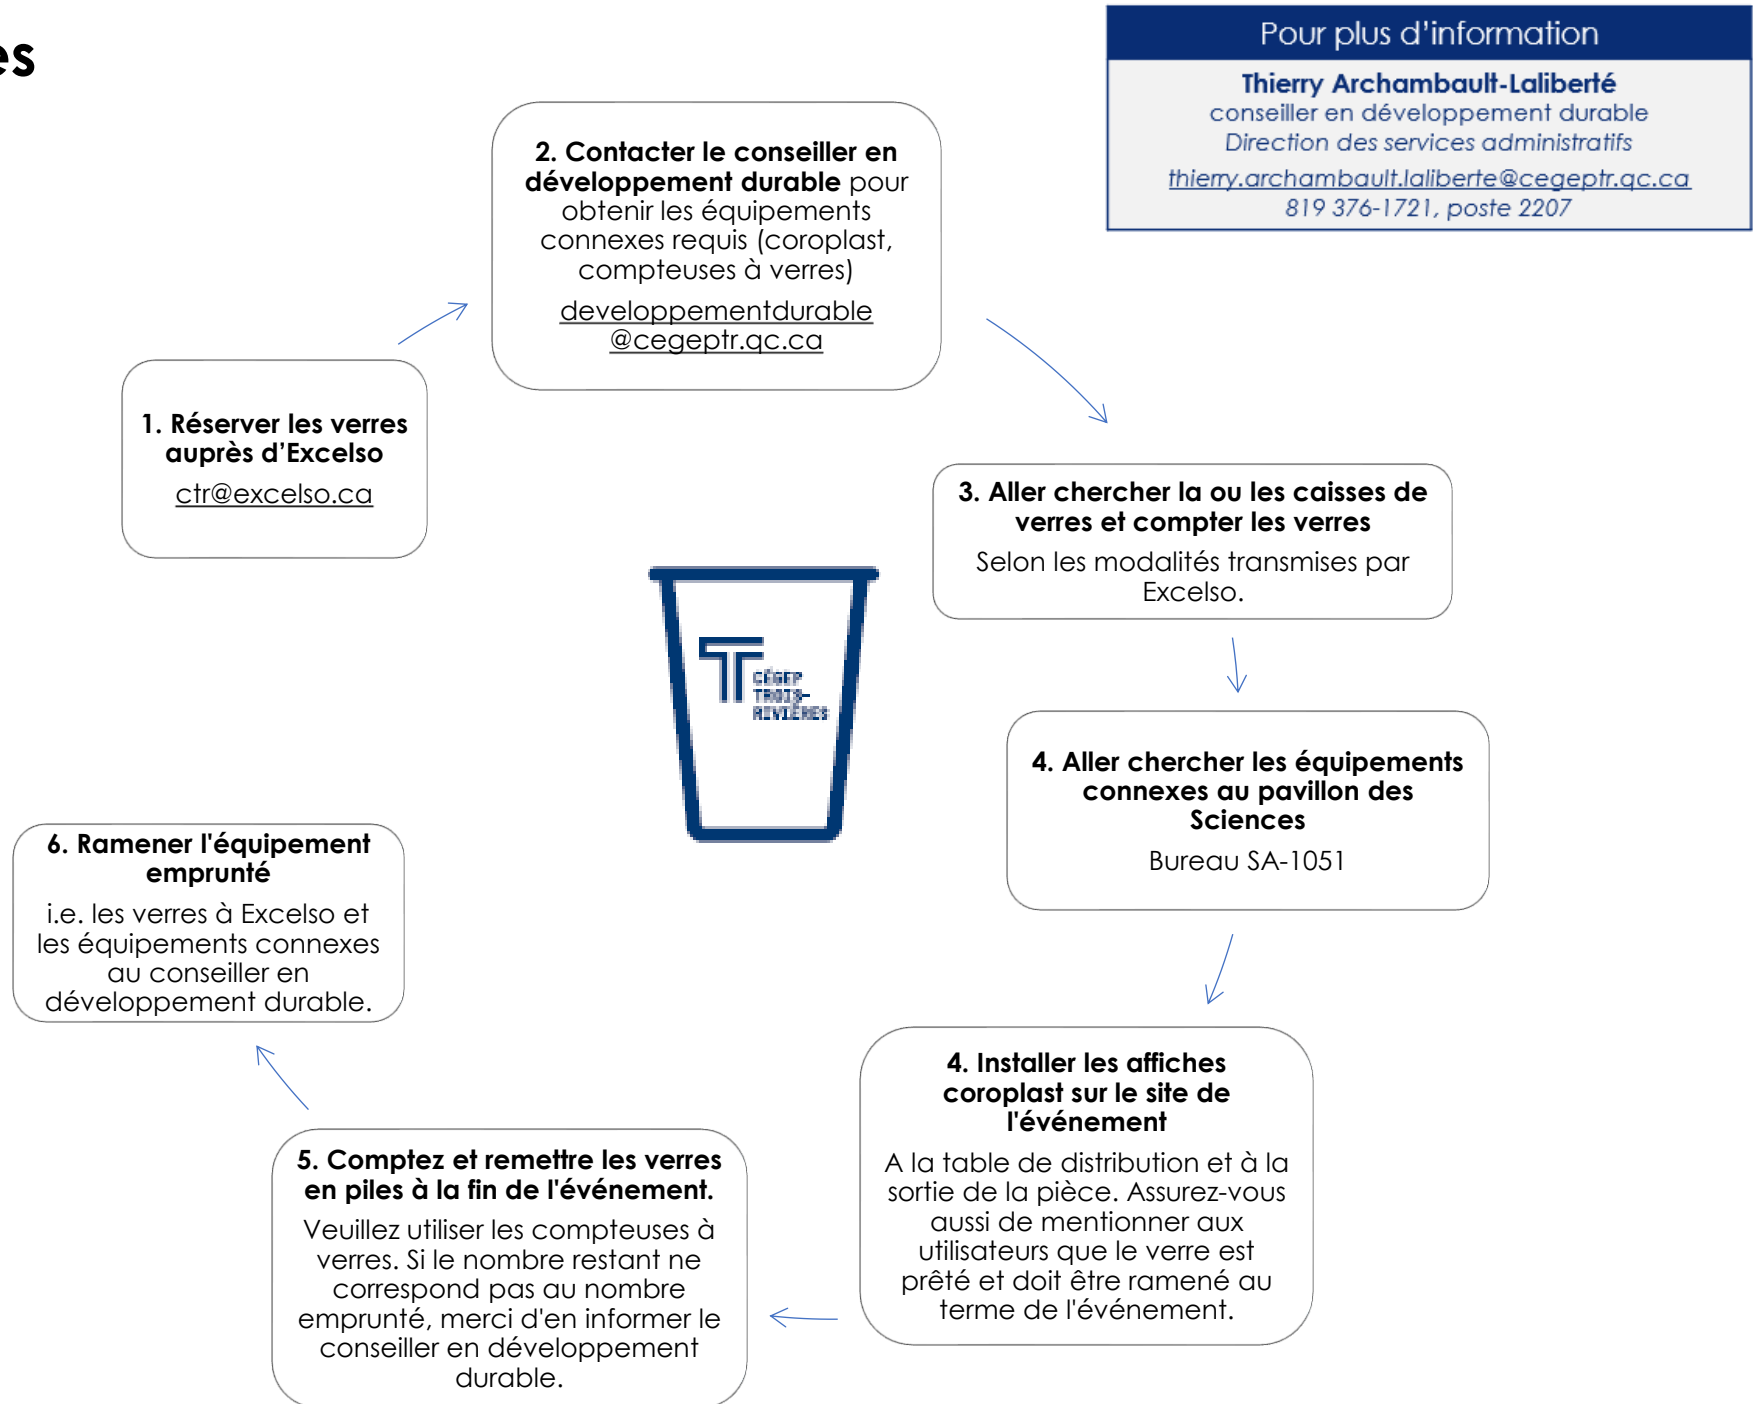 es
Pour plus d'information
Thierry Archambault-Laliberté
conseiller en développement durable
Direction des services administratifs
thierry.archambault.laliberte@cegeptr.qc.ca
819 376-1721, poste 2207
1. Réserver les verres
auprès d’Excelso
ctr@excelso.ca
2. Contacter le conseiller en
développement durable pour
obtenir les équipements
connexes requis (coroplast,
compteuses à verres)
developpementdurable
@cegeptr.qc.ca
3. Aller chercher la ou les caisses de
verres et compter les verres
Selon les modalités transmises par
Excelso.
4. Aller chercher les équipements
connexes au pavillon des
Sciences
Bureau SA-1051
4. Installer les affiches
coroplast sur le site de
l'événement
A la table de distribution et à la
sortie de la pièce. Assurez-vous
aussi de mentionner aux
utilisateurs que le verre est
prêté et doit être ramené au
terme de l'événement.
5. Comptez et remettre les verres
en piles à la fin de l'événement.
Veuillez utiliser les compteuses à
verres. Si le nombre restant ne
correspond pas au nombre
emprunté, merci d'en informer le
conseiller en développement
durable.
6. Ramener l'équipement
emprunté
i.e. les verres à Excelso et
les équipements connexes
au conseiller en
développement durable.
CÉGEP
TROIS-
RIVIÈRES